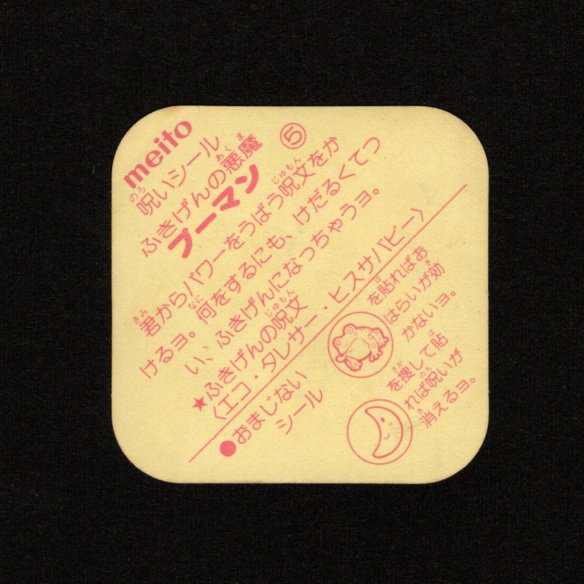 meito
呪いシール ⑤
ふきげんの悪魔
プーマン
君からパワーをうばう呪文をか
けるヨ。何をするにも、けだるくてつ
い、ふきげんになっちゃうヨ。
★ふきげんの呪文
〈エコ・タレサー・ヒスサバビー〉
●おまじない
シール
を貼ればお
はらいが効
かないヨ。
を捜して貼
れば呪いが
消えるヨ。